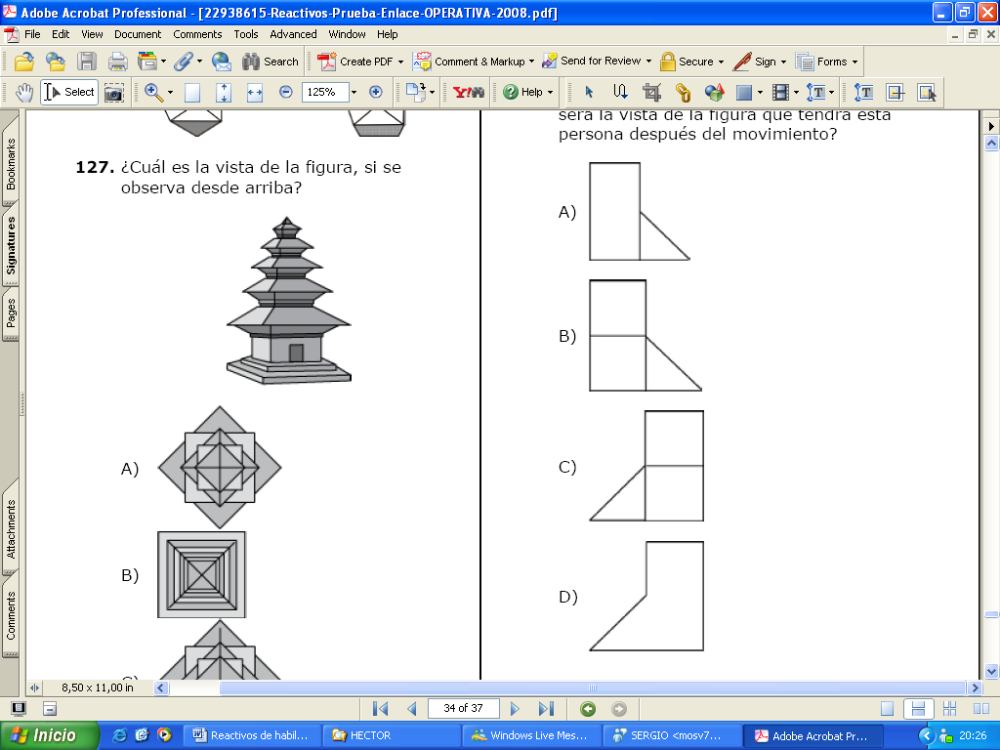 Adobe Acrobat Professional - [22938615-Reactivos-Prueba-Enlace-OPERATIVA-2008.pdf]
File Edit View Document Comments Tools Advanced Window Help
Search Create PDF Comment & Markup Send for Review Secure Sign Forms
Select 125% Y! Help
Bookmarks
Signatures
Pages
Attachments
Comments
127. ¿Cuál es la vista de la figura, si se
observa desde arriba?
A)
B)
C)
será la vista de la figura que tendrá esta
persona después del movimiento?
A)
B)
C)
D)
8,50 x 11,00 in
34 of 37
Inicio
Reactivos de habil...
HECTOR
Windows Live Mes...
SERGIO <mosv7...
Adobe Acrobat Pr...
20:26